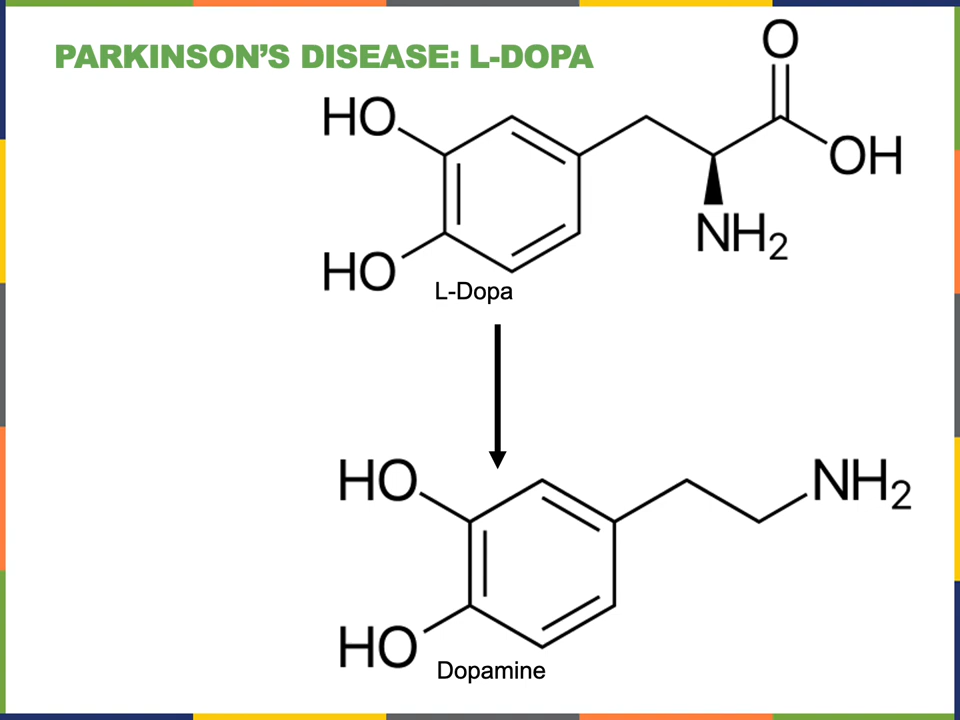 PARKINSON'S DISEASE: L-DOPA
O
HO
OH
NH₂
HO
L-Dopa
HO
NH₂
HO
Dopamine